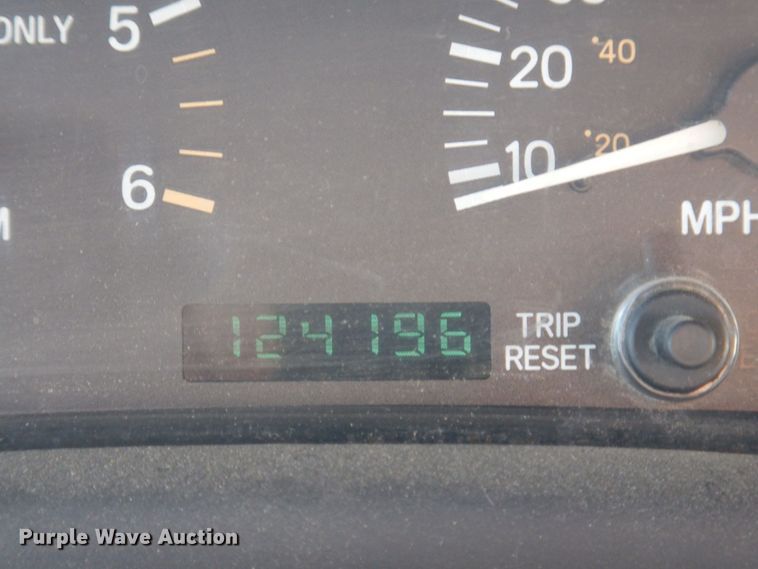 ONLY
5
6
20
40
10
20
MPH
124196
TRIP
RESET
Purple Wave Auction